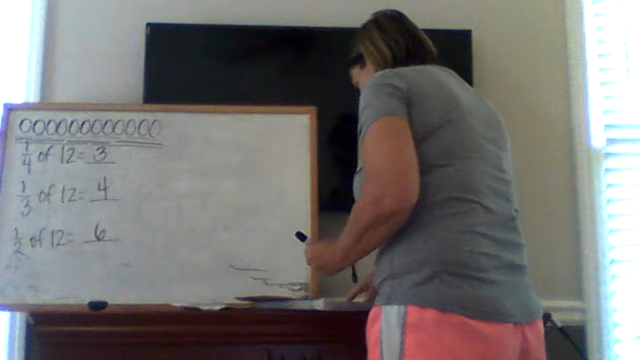 000000000000
1/4 of 12 = 3
1/3 of 12 = 4
1/2 of 12 = 6